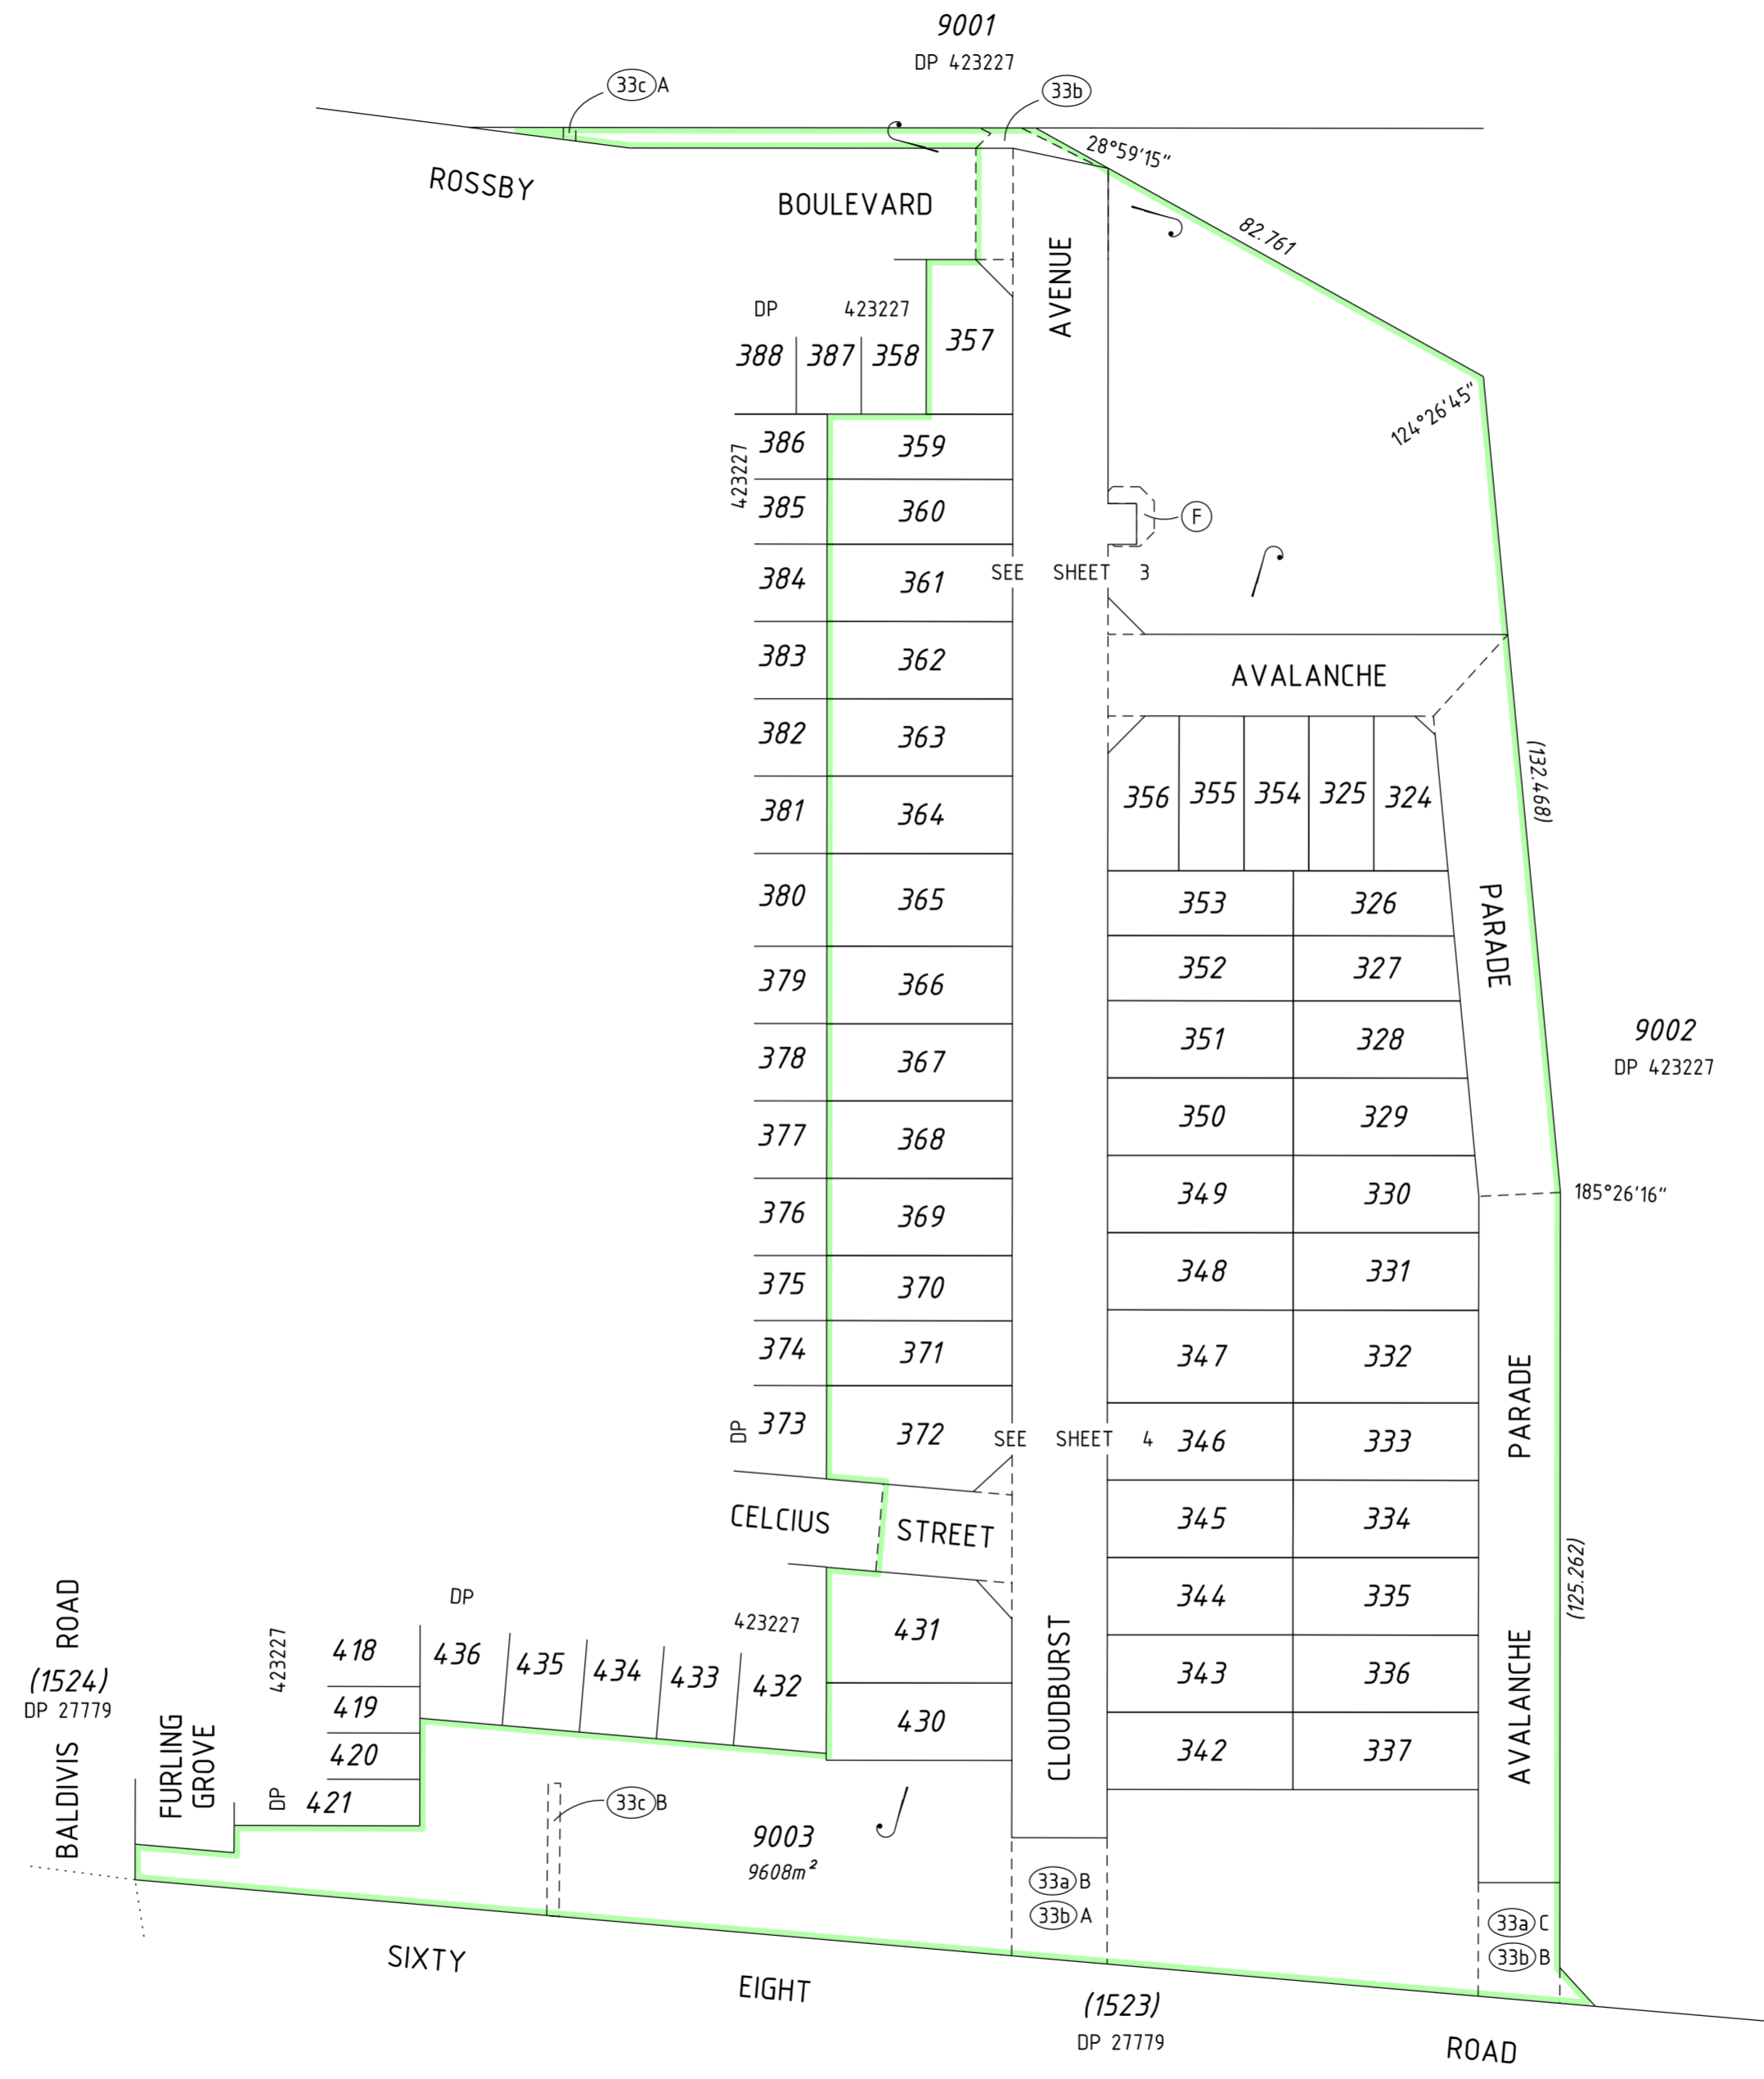 9001
DP 423227
33c A
33b
28°59'15"
ROSSBY
BOULEVARD
82.761
AVENUE
DP 423227
388 387 358 357
124°26'45"
423227
386 359
385 360
F
SEE SHEET 3
384 361
383 362
AVALANCHE
382 363
(132.468)
356 355 354 325 324
381 364
380 365
353 326
PARADE
352 327
379 366
351 328
9002
DP 423227
378 367
350 329
377 368
349 330
185°26'16"
376 369
348 331
375 370
374 371
347 332
PARADE
DP
373 372
SEE SHEET 4
346 333
CELCIUS STREET
345 334
(125.262)
344 335
DP 423227
431
BALDIVIS ROAD
(1524)
DP 27779
FURLING
GROVE
DP 423227
418
419
420
421
436 435 434 433 432
430
CLOUDBURST
343 336
342 337
AVALANCHE
33c B
9003
9608m²
33a B
33b A
33a C
33b B
SIXTY EIGHT ROAD
(1523)
DP 27779